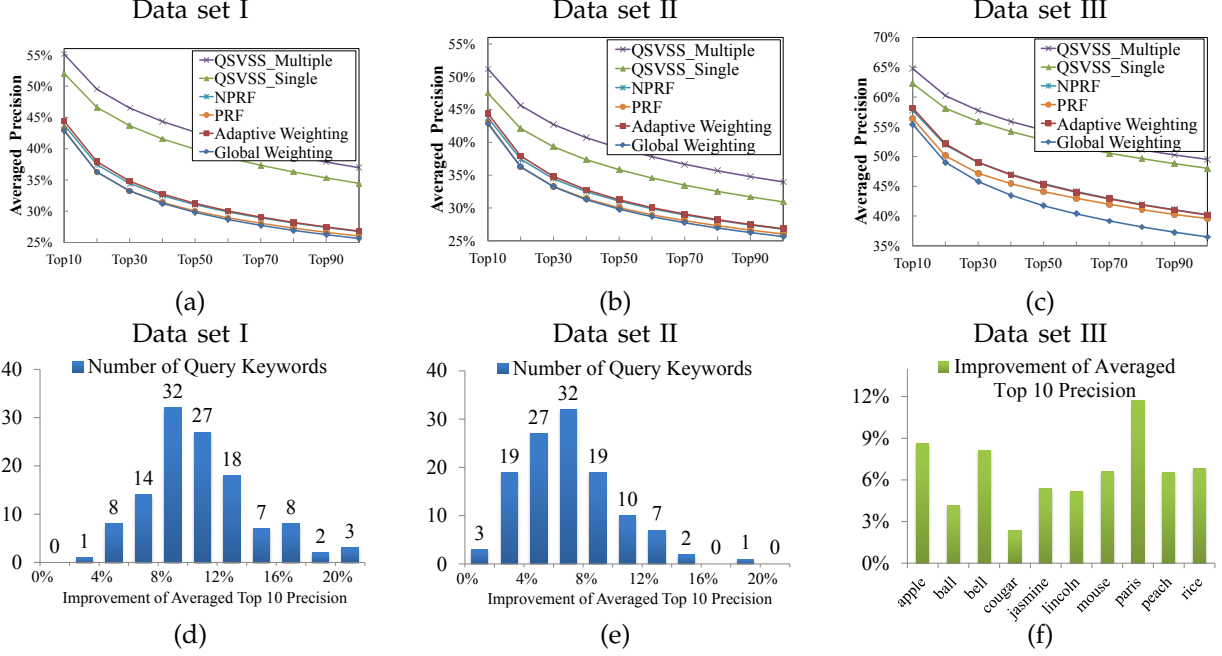 Data set I
Data set II
Data set III
Averaged Precision
55%
50%
45%
40%
35%
30%
25%
QSVSS_Multiple
QSVSS_Single
NPRF
PRF
Adaptive Weighting
Global Weighting
Top10 Top30 Top50 Top70 Top90
(a)
Averaged Precision
55%
50%
45%
40%
35%
30%
25%
QSVSS_Multiple
QSVSS_Single
NPRF
PRF
Adaptive Weighting
Global Weighting
Top10 Top30 Top50 Top70 Top90
(b)
Averaged Precision
70%
65%
60%
55%
50%
45%
40%
35%
QSVSS_Multiple
QSVSS_Single
NPRF
PRF
Adaptive Weighting
Global Weighting
Top10 Top30 Top50 Top70 Top90
(c)
Data set I
Data set II
Data set III
Number of Query Keywords
40
30
20
10
0
0 1 8 14 32 27 18 7 8 2 3
0% 4% 8% 12% 16% 20%
Improvement of Averaged Top 10 Precision
(d)
Number of Query Keywords
40
30
20
10
0
3 19 27 32 19 10 7 2 0 1 0
0% 4% 8% 12% 16% 20%
Improvement of Averaged Top 10 Precision
(e)
Improvement of Averaged
Top 10 Precision
12%
9%
6%
3%
0%
apple ball bell cougar jasmine lincoln mouse paris peach rice
(f)